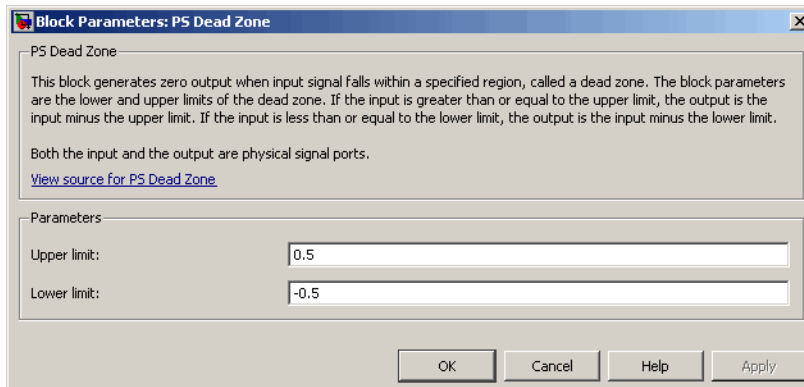 Block Parameters: PS Dead Zone
PS Dead Zone
This block generates zero output when input signal falls within a specified region, called a dead zone. The block parameters
are the lower and upper limits of the dead zone. If the input is greater than or equal to the upper limit, the output is the
input minus the upper limit. If the input is less than or equal to the lower limit, the output is the input minus the lower limit.
Both the input and the output are physical signal ports.
View source for PS Dead Zone
Parameters
Upper limit: 0.5
Lower limit: -0.5
OK Cancel Help Apply